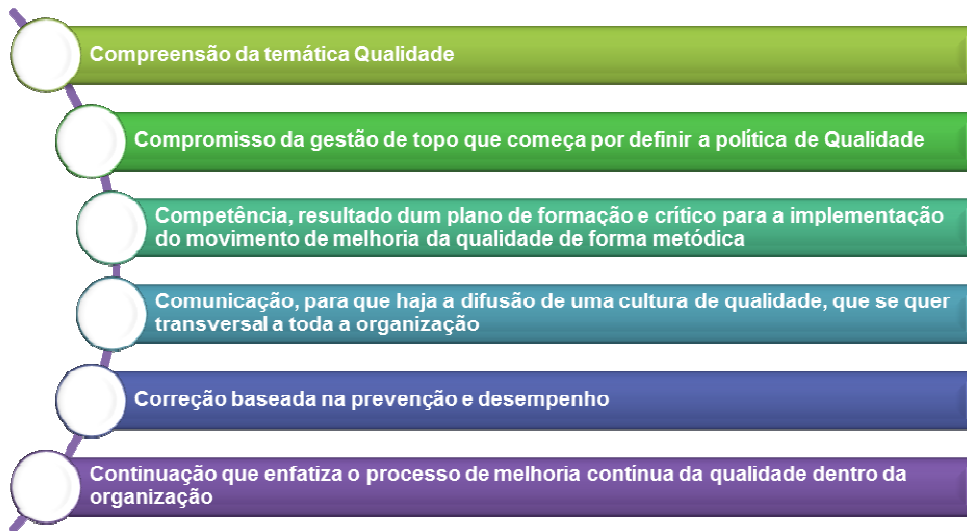 Compreensão da temática Qualidade
Compromisso da gestão de topo que começa por definir a política de Qualidade
Competência, resultado dum plano de formação e crítico para a implementação
do movimento de melhoria da qualidade de forma metódica
Comunicação, para que haja a difusão de uma cultura de qualidade, que se quer
transversal a toda a organização
Correção baseada na prevenção e desempenho
Continuação que enfatiza o processo de melhoria continua da qualidade dentro da
organização